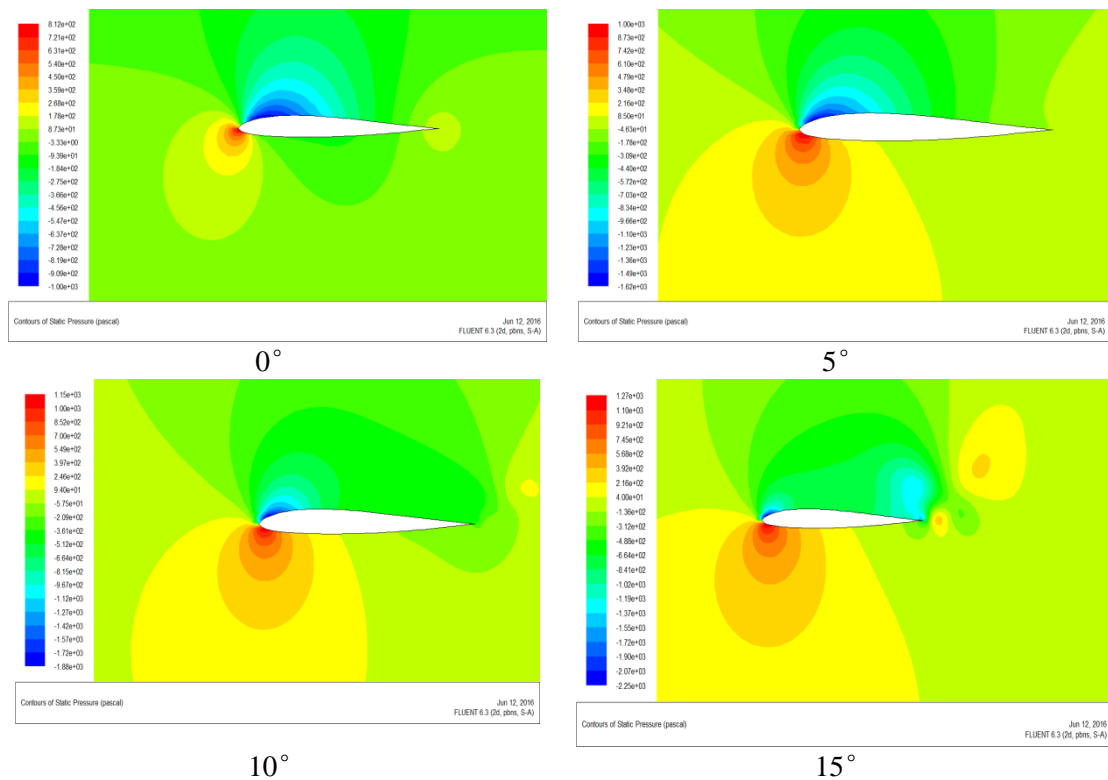 8.12e+02
7.21e+02
6.31e+02
5.40e+02
4.50e+02
3.59e+02
2.68e+02
1.78e+02
8.73e+01
-3.33e+00
-9.39e+01
-1.84e+02
-2.75e+02
-3.66e+02
-4.56e+02
-5.47e+02
-6.37e+02
-7.28e+02
-8.19e+02
-9.09e+02
-1.00e+03
Contours of Static Pressure (pascal)
Jun 12, 2016
FLUENT 6.3 (2d, pbns, S-A)
0°
1.00e+03
8.73e+02
7.42e+02
6.10e+02
4.79e+02
3.48e+02
2.16e+02
8.50e+01
-4.63e+01
-1.78e+02
-3.09e+02
-4.40e+02
-5.72e+02
-7.03e+02
-8.34e+02
-9.66e+02
-1.10e+03
-1.23e+03
-1.36e+03
-1.49e+03
-1.62e+03
Contours of Static Pressure (pascal)
Jun 12, 2016
FLUENT 6.3 (2d, pbns, S-A)
5°
1.15e+03
1.00e+03
8.52e+02
7.00e+02
5.49e+02
3.97e+02
2.46e+02
9.40e+01
-5.75e+01
-2.09e+02
-3.61e+02
-5.12e+02
-6.64e+02
-8.15e+02
-9.67e+02
-1.12e+03
-1.27e+03
-1.42e+03
-1.57e+03
-1.72e+03
-1.88e+03
Contours of Static Pressure (pascal)
Jun 12, 2016
FLUENT 6.3 (2d, pbns, S-A)
10°
1.27e+03
1.10e+03
9.21e+02
7.45e+02
5.68e+02
3.92e+02
2.16e+02
4.00e+01
-1.36e+02
-3.12e+02
-4.88e+02
-6.64e+02
-8.41e+02
-1.02e+03
-1.19e+03
-1.37e+03
-1.55e+03
-1.72e+03
-1.90e+03
-2.07e+03
-2.25e+03
Contours of Static Pressure (pascal)
Jun 12, 2016
FLUENT 6.3 (2d, pbns, S-A)
15°